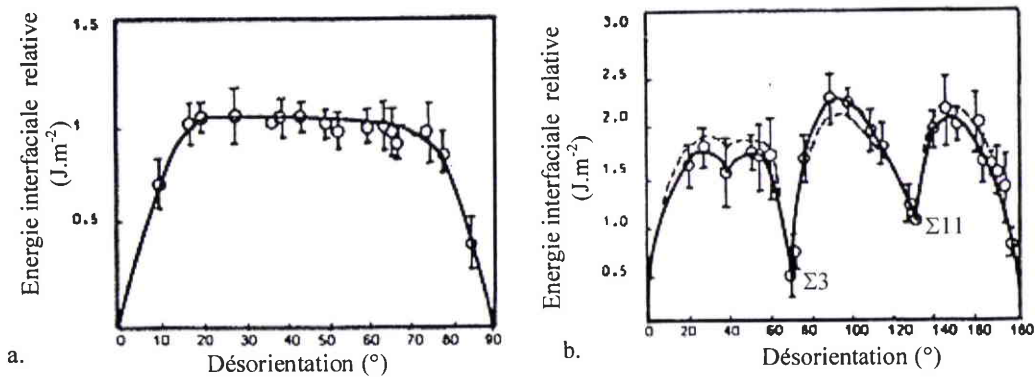 Energie interfaciale relative
(J.m⁻²)
1.5
1
0.5
0 10 20 30 40 50 60 70 80 90
Désorientation (°)
a.
Energie interfaciale relative
(J.m⁻²)
3.0
2.5
2.0
1.5
1.0
0.5
Σ3
Σ11
0 20 40 60 80 100 120 140 160 180
Désorientation (°)
b.